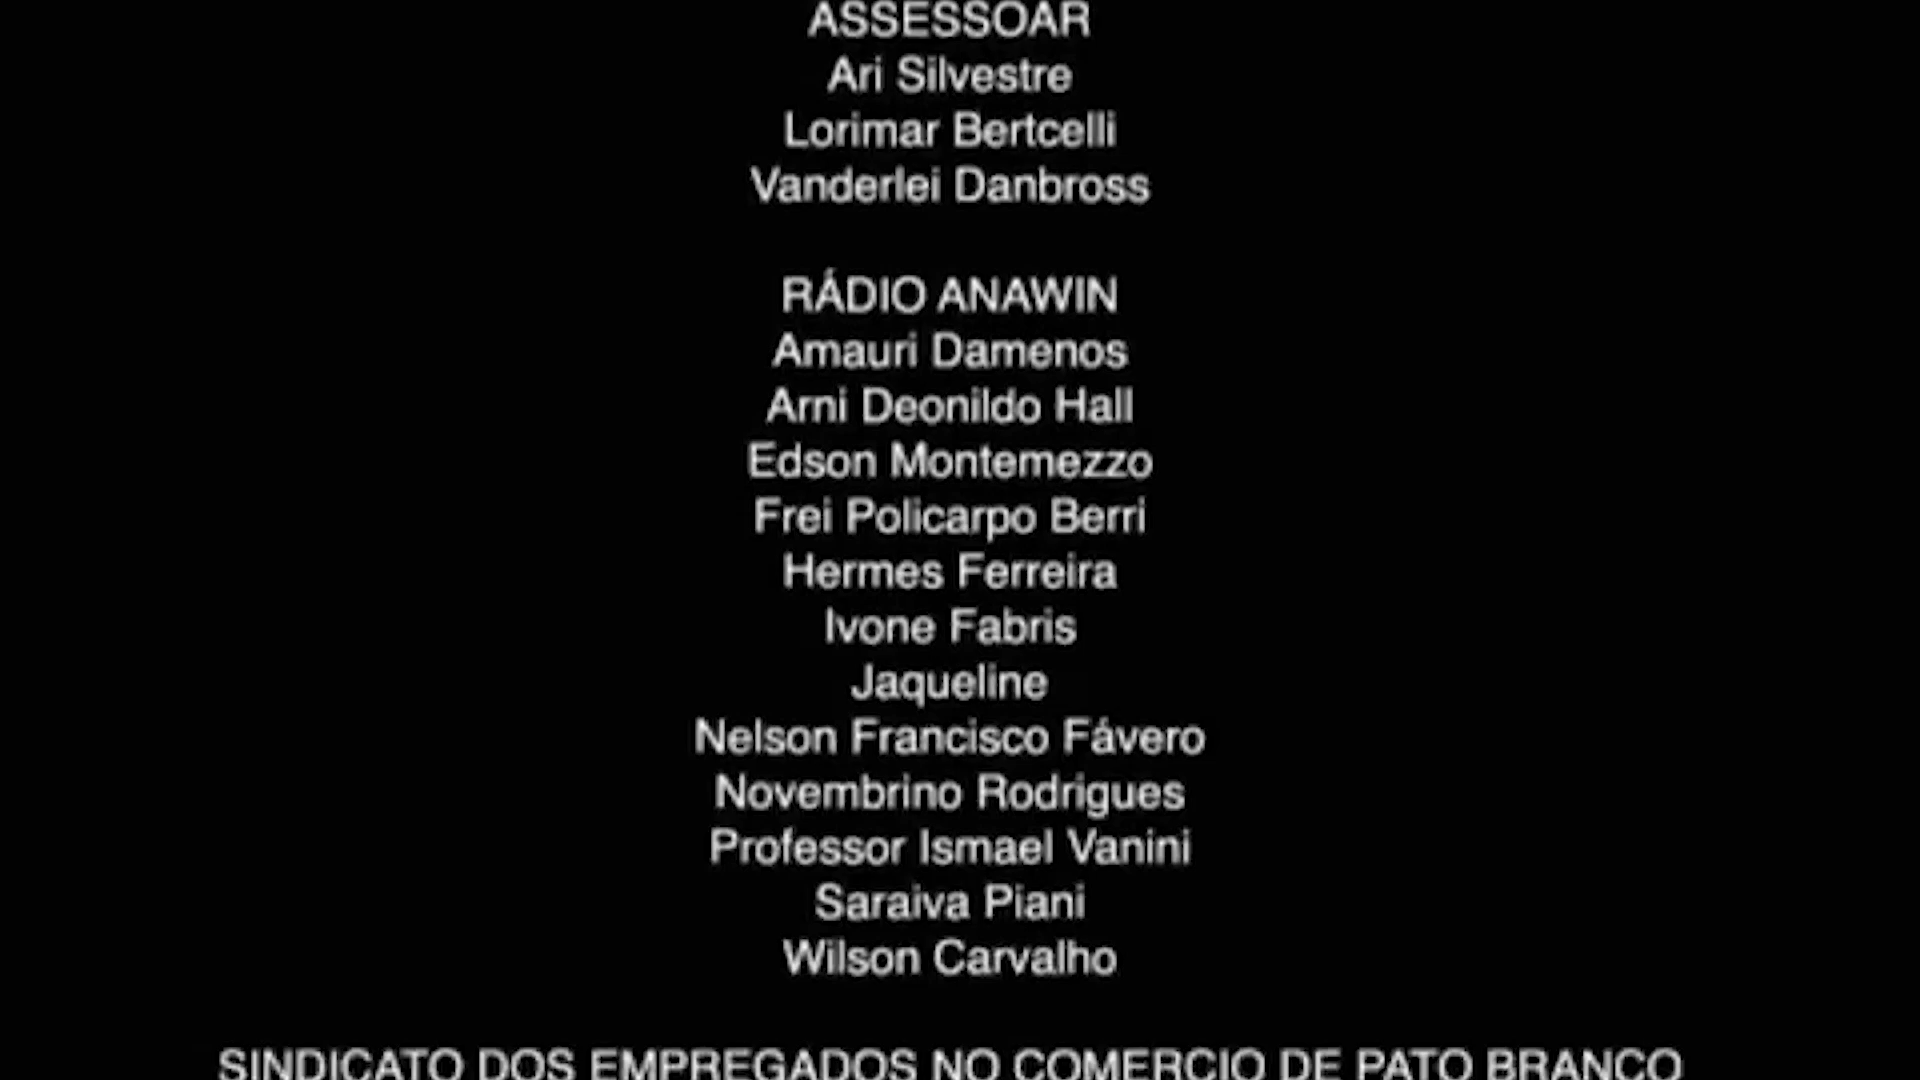 ASSESSOAR
Ari Silvestre
Lorimar Bertcelli
Vanderlei Danbross
RÁDIO ANAWIN
Amauri Damenos
Arni Deonildo Hall
Edson Montemezzo
Frei Policarpo Berri
Hermes Ferreira
Ivone Fabris
Jaqueline
Nelson Francisco Fávero
Novembrino Rodrigues
Professor Ismael Vanini
Saraiva Piani
Wilson Carvalho
SINDICATO DOS EMPREGADOS NO COMERCIO DE PATO BRANCO